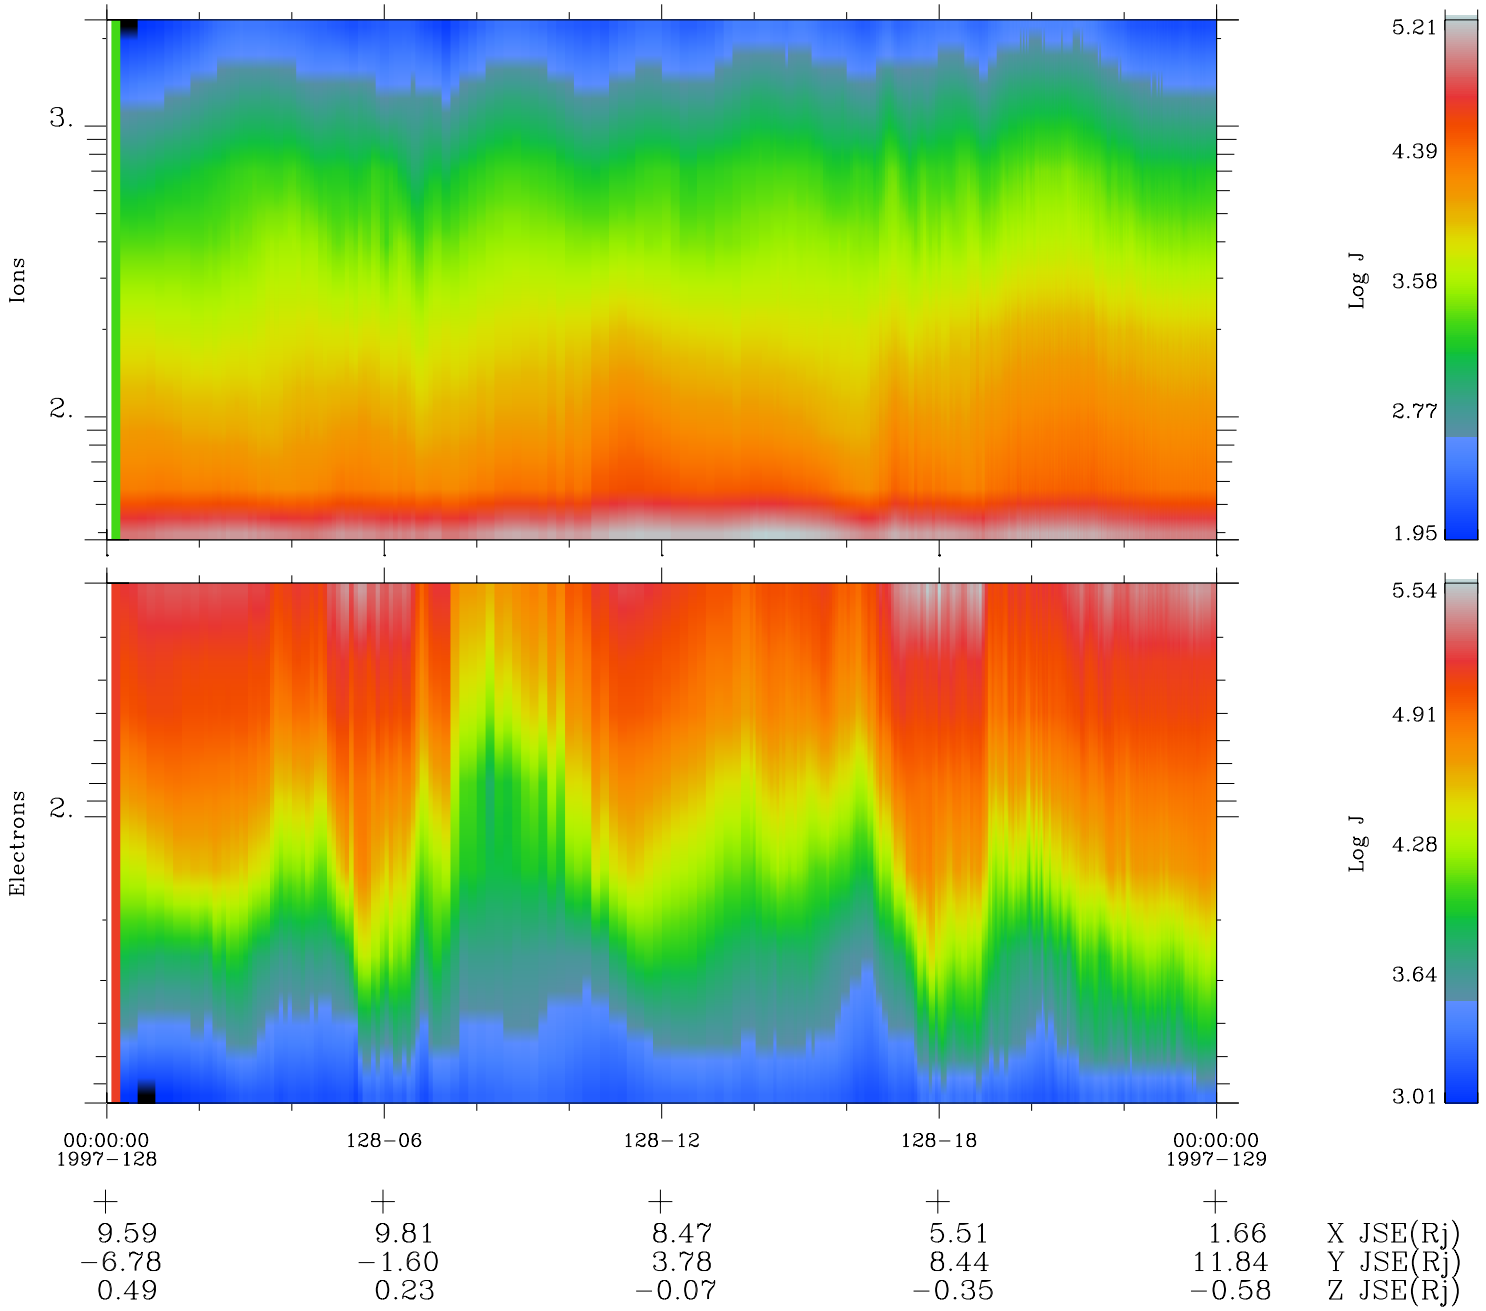 5.21
3.
4.39
Ions
3.58
Log J
2.
2.77
1.95
5.54
4.91
Electrons
2.
4.28
Log J
3.64
3.01
00:00:00 128-06 128-12 128-18 00:00:00
1997-128 1997-129
9.59 9.81 8.47 5.51 1.66 X JSE(Rj)
-6.78 -1.60 3.78 8.44 11.84 Y JSE(Rj)
0.49 0.23 -0.07 -0.35 -0.58 Z JSE(Rj)